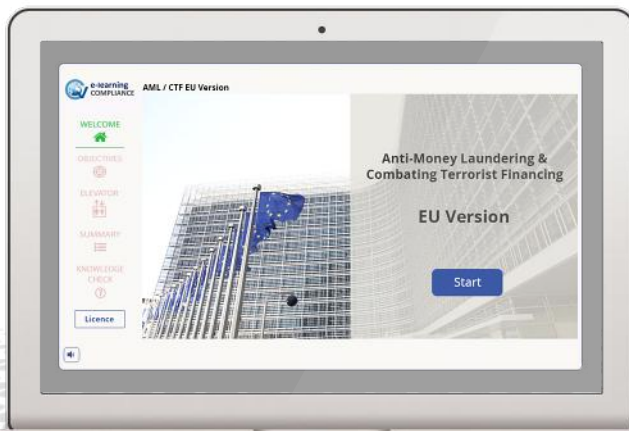 e-learning
COMPLIANCE
AML / CTF EU Version
WELCOME
OBJECTIVES
ELEVATOR
SUMMARY
KNOWLEDGE
CHECK
Licence
Anti-Money Laundering &
Combating Terrorist Financing
EU Version
Start